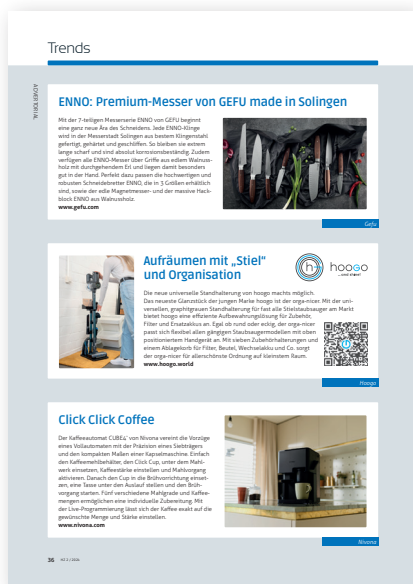 Trends
ADVERTORIAL
ENNO: Premium-Messer von GEFU made in Solingen
Mit der 7-teiligen Messerserie ENNO von GEFU beginnt
eine ganz neue Ära des Schneidens. Jede ENNO-Klinge
wird in der Messerstadt Solingen aus bestem Klingenstahl
gefertigt, gehärtet und geschliffen. So bleiben sie extrem
lange scharf und sind absolut korrosionsbeständig. Zudem
verfügen alle ENNO-Messer über Griffe aus edlem Walnuss-
holz mit durchgehendem Erl und liegen damit besonders
gut in der Hand. Perfekt dazu passen die hochwertigen und
robusten Schneidebretter ENNO, die in 3 Größen erhältlich
sind, sowie der edle Magnetmesser- und der massive Hack-
block ENNO aus Walnussholz.
www.gefu.com
Gefu
Aufräumen mit „Stiel“
und Organisation
h
hoogo
... und steht!
Die neue universelle Standhalterung von hoogo machts möglich.
Das neueste Glanzstück der jungen Marke hoogo ist der orga-nicer. Mit der uni-
versellen, graphitgrauen Standhalterung für fast alle Stielstaubsauger am Markt
bietet hoogo eine effiziente Aufbewahrungslösung für Zubehör,
Filter und Ersatzakkus an. Egal ob rund oder eckig, der orga-nicer
passt sich flexibel allen gängigen Staubsaugermodellen mit oben
positioniertem Handgerät an. Mit sieben Zubehörhalterungen und
einem Ablagekorb für Filter, Beutel, Wechselakku und Co. sorgt
der orga-nicer für allerschönste Ordnung auf kleinstem Raum.
www.hoogo.world
Hoogo
Click Click Coffee
Der Kaffeeautomat CUBE4' von Nivona vereint die Vorzüge
eines Vollautomaten mit der Präzision eines Siebträgers
und den kompakten Maßen einer Kapselmaschine. Einfach
den Kaffeemehlbehälter, den Click Cup, unter dem Mahl-
werk einsetzen, Kaffeestärke einstellen und Mahlvorgang
aktivieren. Danach den Cup in die Brühvorrichtung einset-
zen, eine Tasse unter den Auslauf stellen und den Brüh-
vorgang starten. Fünf verschiedene Mahlgrade und Kaffee-
mengen ermöglichen eine individuelle Zubereitung. Mit
der Live-Programmierung lässt sich der Kaffee exakt auf die
gewünschte Menge und Stärke einstellen.
www.nivona.com
Nivona
36